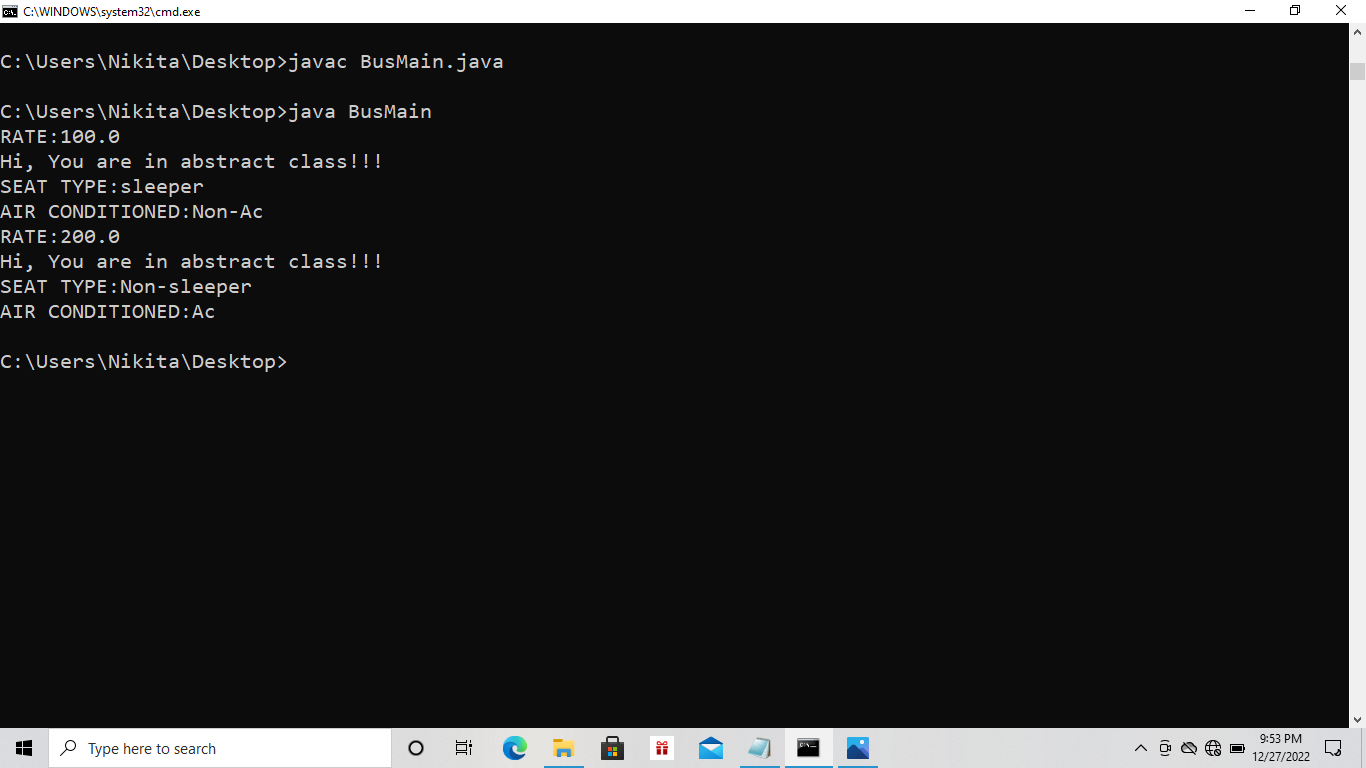 C:\WINDOWS\system32\cmd.exe
C:\Users\Nikita\Desktop>javac BusMain.java
C:\Users\Nikita\Desktop>java BusMain
RATE:100.0
Hi, You are in abstract class!!!
SEAT TYPE:sleeper
AIR CONDITIONED:Non-Ac
RATE:200.0
Hi, You are in abstract class!!!
SEAT TYPE:Non-sleeper
AIR CONDITIONED:Ac
C:\Users\Nikita\Desktop>
Type here to search
9:53 PM
12/27/2022